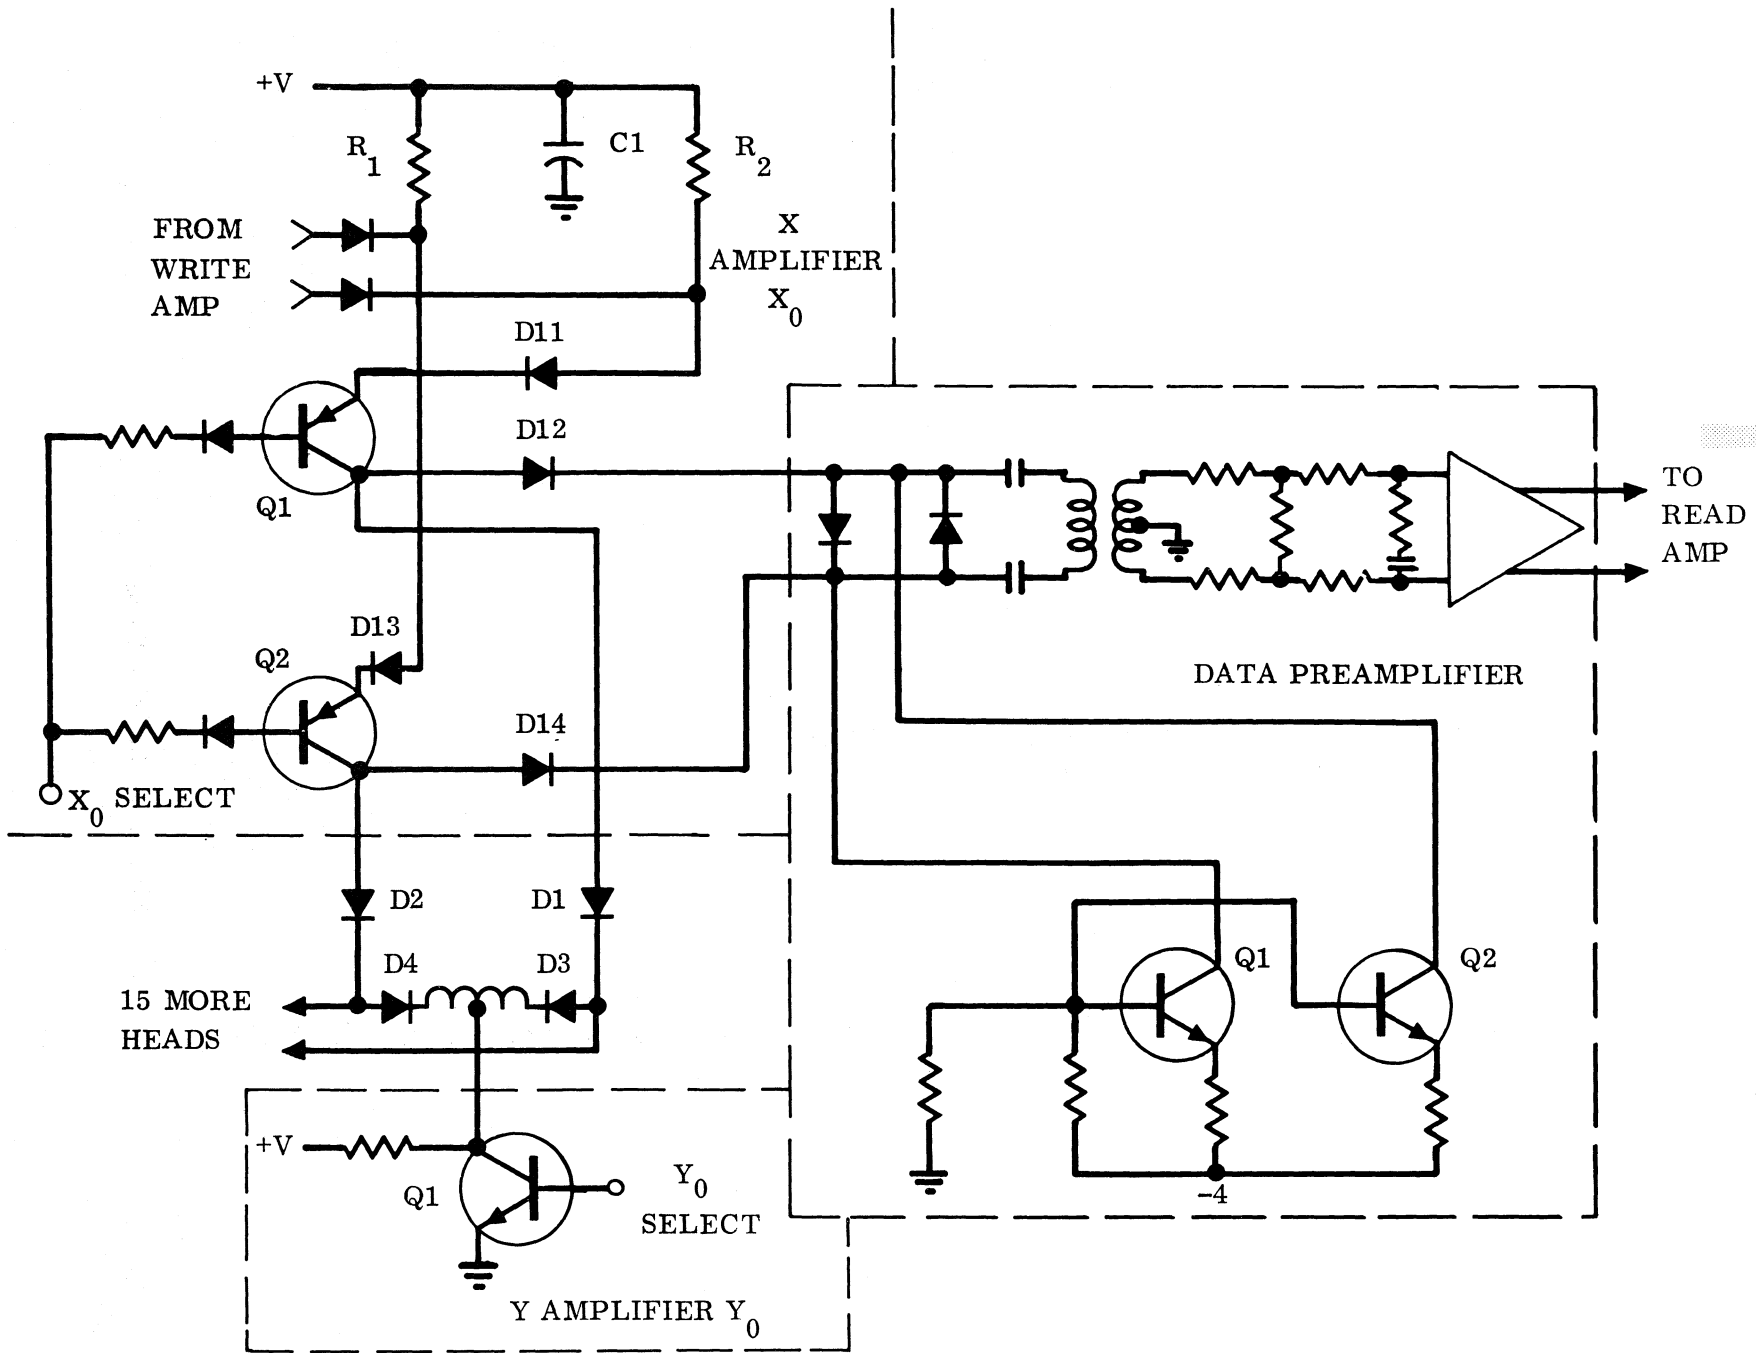 +V
R1
C1
R2
FROM
WRITE
AMP
X
AMPLIFIER
X0
D11
D12
Q1
TO
READ
AMP
D13
Q2
D14
DATA PREAMPLIFIER
X0 SELECT
D2
D1
D4
D3
Q1
Q2
15 MORE
HEADS
+V
Q1
Y0
SELECT
-4
Y AMPLIFIER Y0